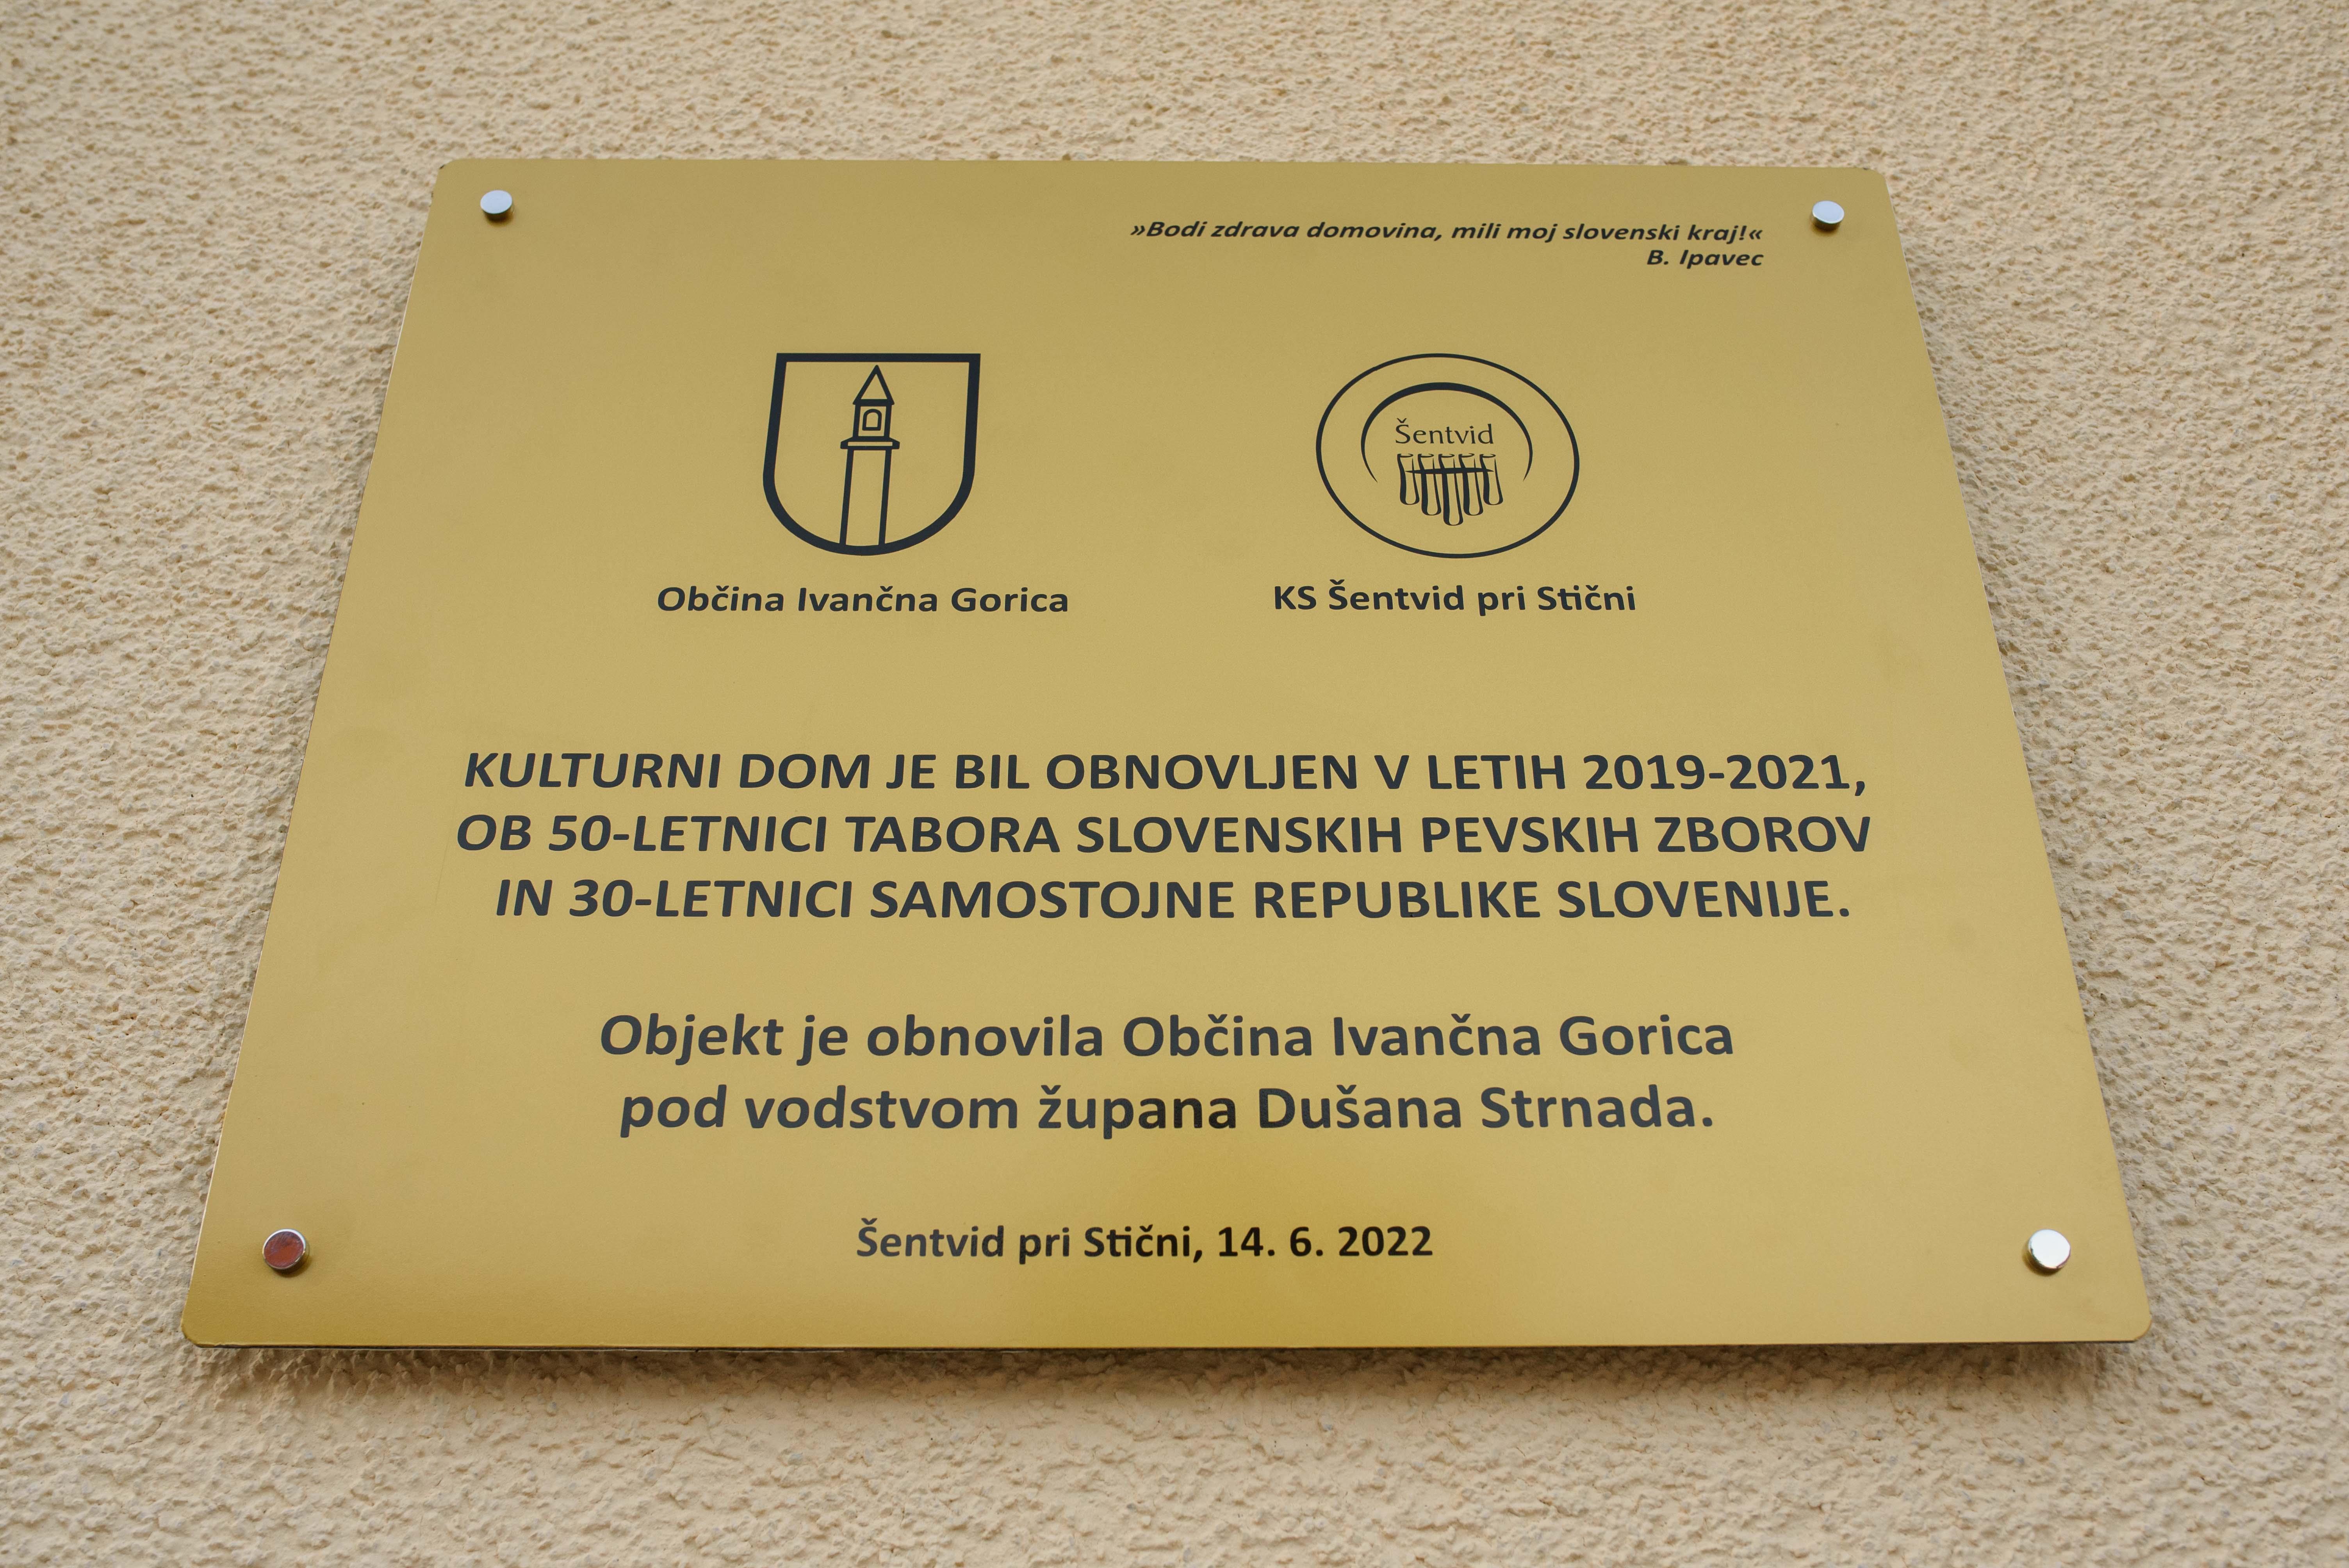 »Bodi zdrava domovina, mili moj slovenski kraj!«
B. Ipavec
Šentvid
Občina Ivančna Gorica
KS Šentvid pri Stični
KULTURNI DOM JE BIL OBNOVLJEN V LETIH 2019-2021,
OB 50-LETNICI TABORA SLOVENSKIH PEVSKIH ZBOROV
IN 30-LETNICI SAMOSTOJNE REPUBLIKE SLOVENIJE.
Objekt je obnovila Občina Ivančna Gorica
pod vodstvom župana Dušana Strnada.
Šentvid pri Stični, 14. 6. 2022